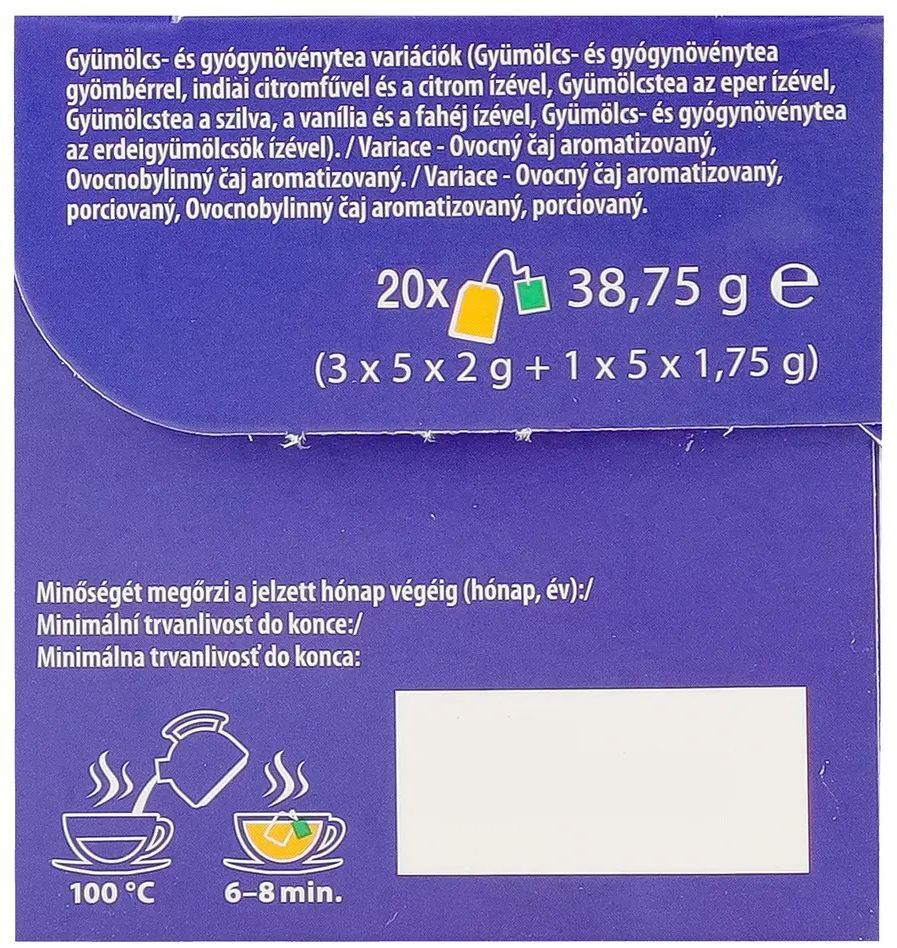 Gyümölcs- és gyógynövénytea variációk (Gyümölcs- és gyógynövénytea
gyömbérrel, indiai citromfűvel és a citrom ízével, Gyümölcstea az eper ízével,
Gyümölcstea a szilva, a vanília és a fahéj ízével, Gyümölcs- és gyógynövénytea
az erdeigyümölcsök ízével). / Variace - Ovocný čaj aromatizovaný,
Ovocnobylinný čaj aromatizovaný. / Variace - Ovocný čaj aromatizovaný,
porciovaný, Ovocnobylinný čaj aromatizovaný, porciovaný.
20x 38,75 g e
(3 x 5 x 2 g + 1 x 5 x 1,75 g)
Minőségét megőrzi a jelzett hónap végéig (hónap, év):/
Minimální trvanlivost do konce:/
Minimálna trvanlivosť do konca:
100 °C 6–8 min.